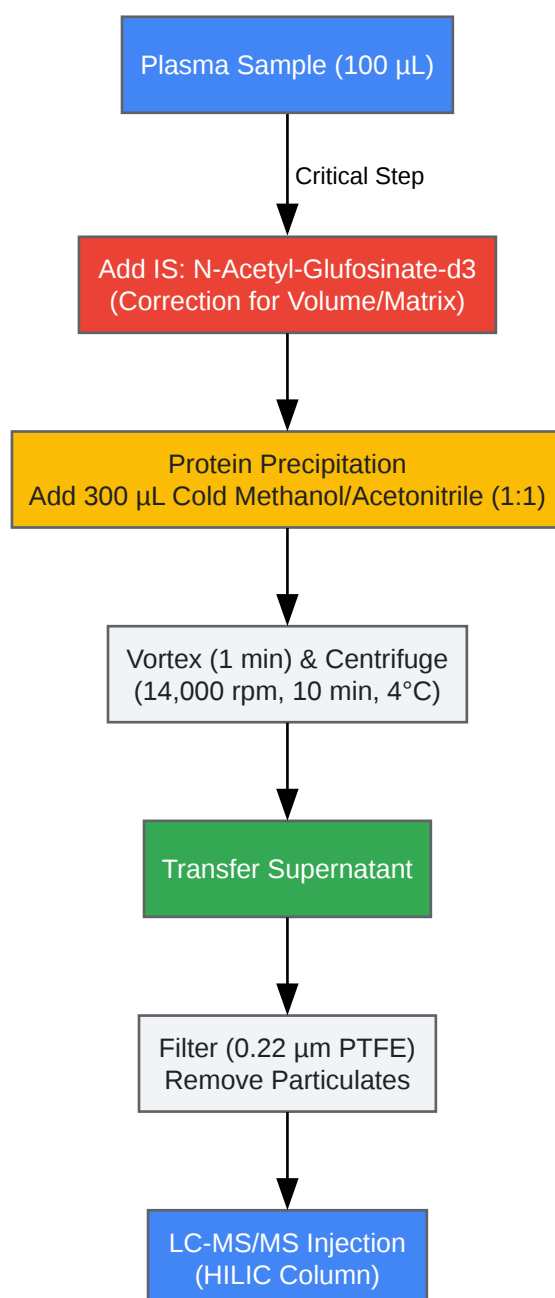 Plasma Sample (100 µL)
Critical Step
Add IS: N-Acetyl-Glufosinate-d3
(Correction for Volume/Matrix)
Protein Precipitation
Add 300 µL Cold Methanol/Acetonitrile (1:1)
Vortex (1 min) & Centrifuge
(14,000 rpm, 10 min, 4°C)
Transfer Supernatant
Filter (0.22 µm PTFE)
Remove Particulates
LC-MS/MS Injection
(HILIC Column)